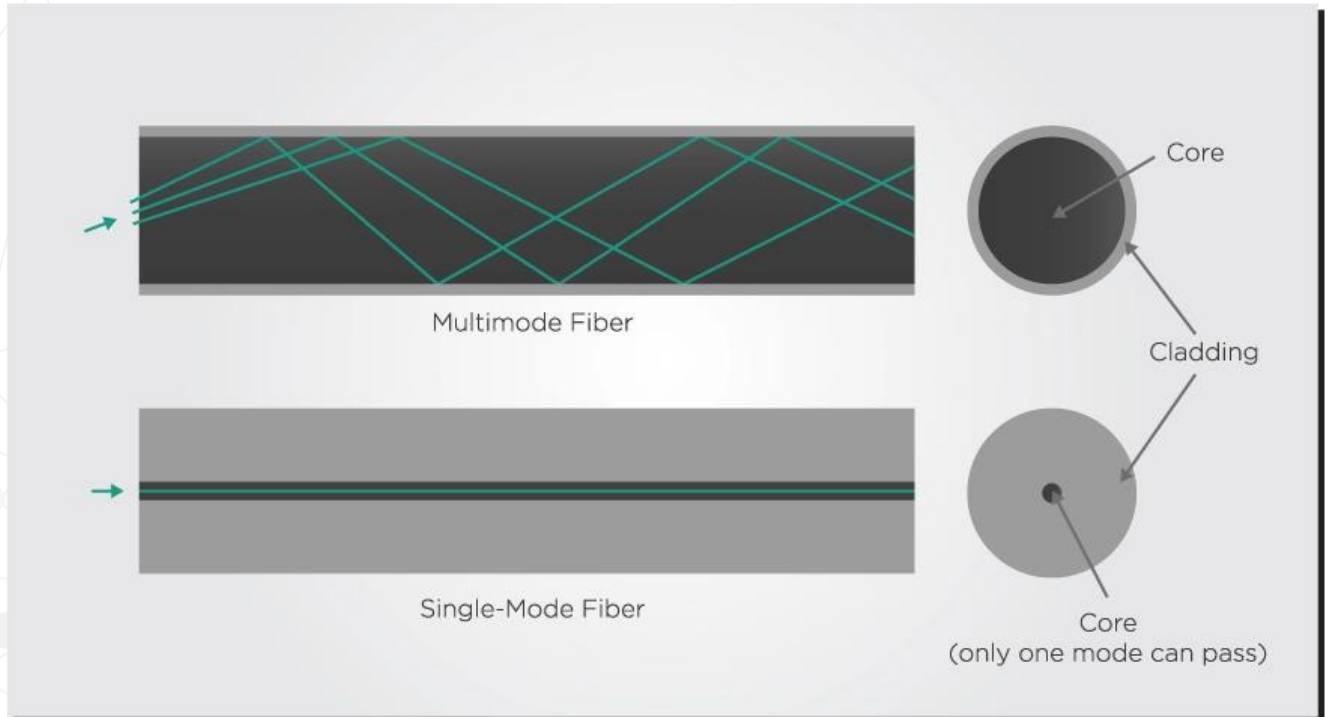 Core
Multimode Fiber
Cladding
Single-Mode Fiber
Core
(only one mode can pass)